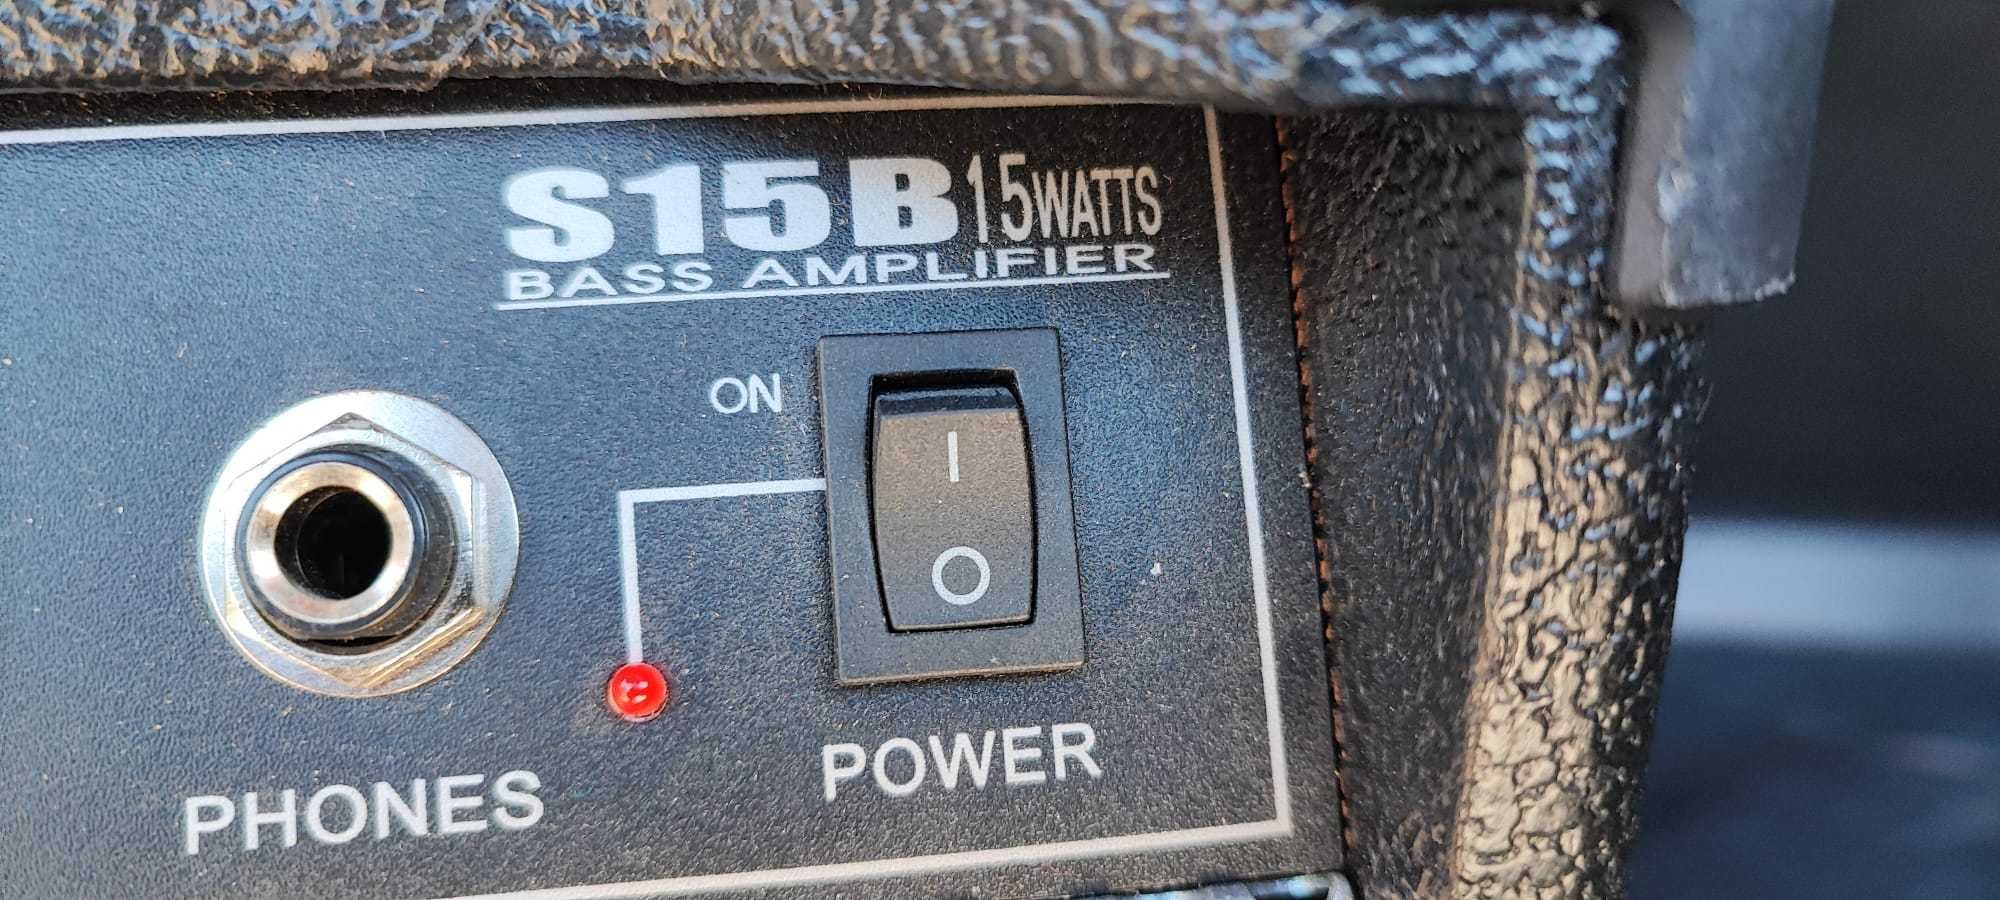 S15B 15WATTS
BASS AMPLIFIER
ON
I
O
PHONES
POWER